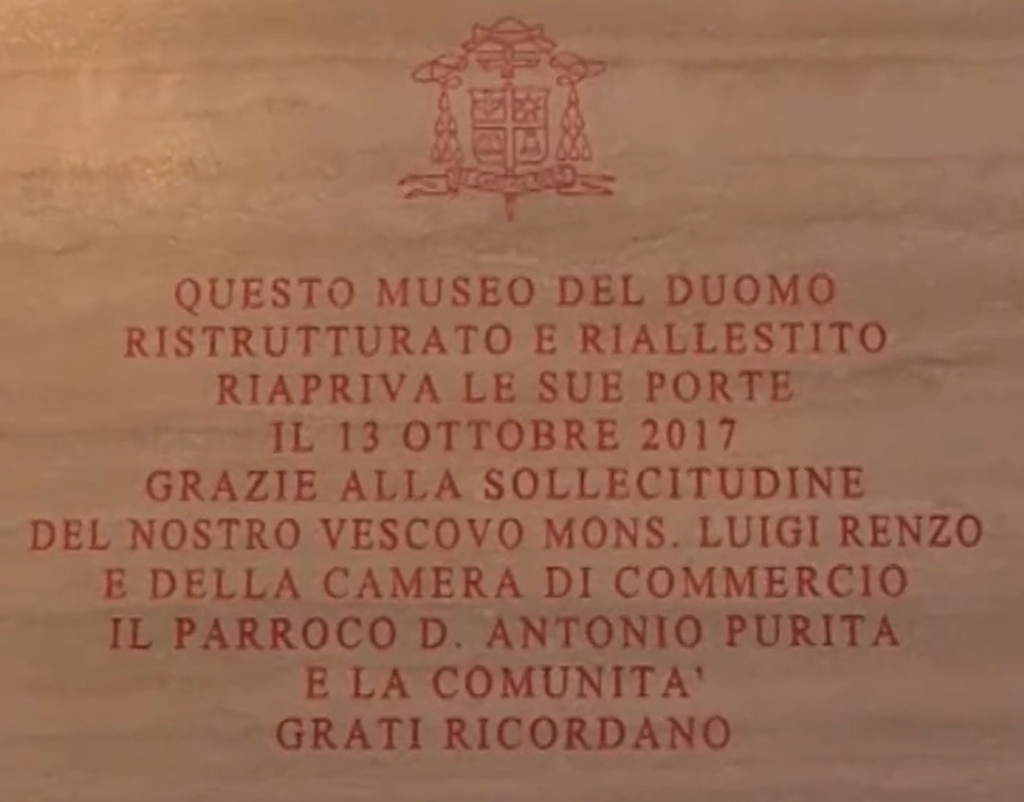 QUESTO MUSEO DEL DUOMO
RISTRUTTURATO E RIALLESTITO
RIAPRIVA LE SUE PORTE
IL 13 OTTOBRE 2017
GRAZIE ALLA SOLLECITUDINE
DEL NOSTRO VESCOVO MONS. LUIGI RENZO
E DELLA CAMERA DI COMMERCIO
IL PARROCO D. ANTONIO PURITA
E LA COMUNITA'
GRATI RICORDANO